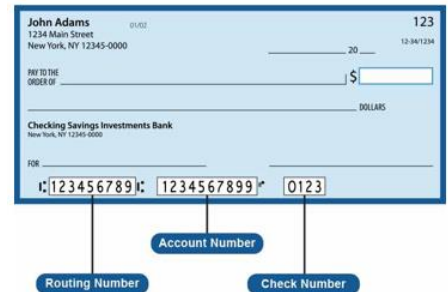 John Adams 01/02 123
1234 Main Street
New York, NY 12345-0000 20 12-34/1234
PAY TO THE
ORDER OF $
DOLLARS
Checking Savings Investments Bank
New York, NY 12345-0000
FOR
⑆123456789⑆ 1234567899⑈ 0123
Account Number
Routing Number Check Number